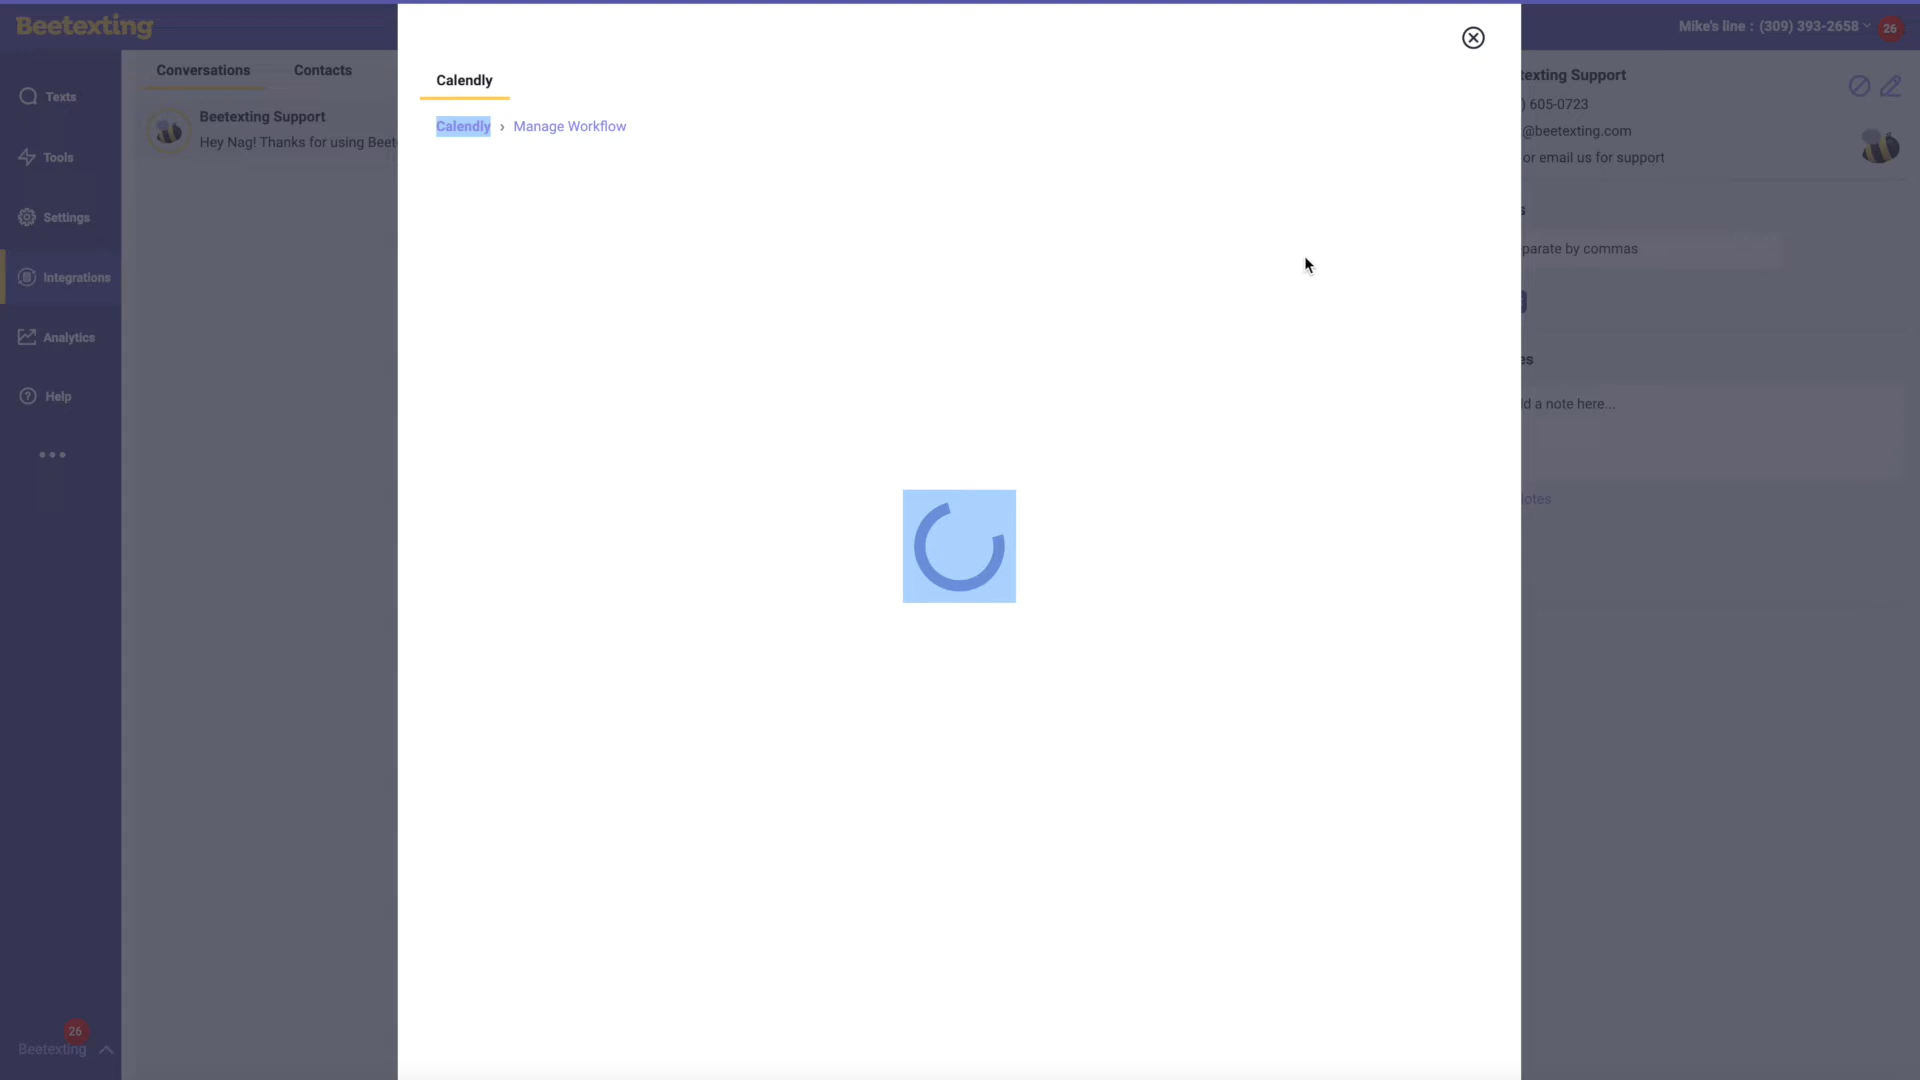 Beetexting
Mike's line : (309) 393-2658
26
Texts
Tools
Settings
Integrations
Analytics
Help
26
Beetexting
Conversations
Contacts
Beetexting Support
Hey Nag! Thanks for using Beet
Calendly
Calendly › Manage Workflow
exting Support
) 605-0723
@beetexting.com
or email us for support
parate by commas
es
d a note here...
otes